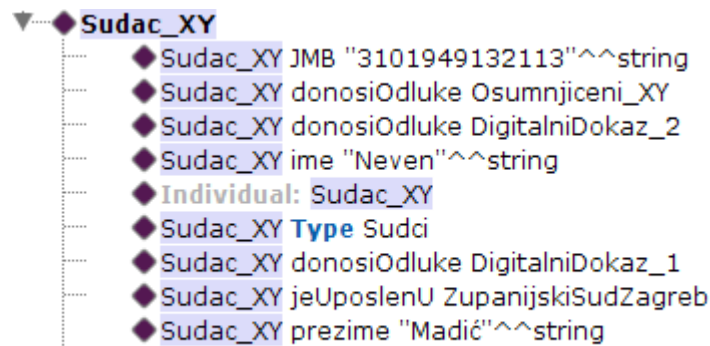 Sudac_XY
Sudac_XY JMB "3101949132113"^^string
Sudac_XY donosiOdluke Osumnjiceni_XY
Sudac_XY donosiOdluke DigitalniDokaz_2
Sudac_XY ime "Neven"^^string
Individual: Sudac_XY
Sudac_XY Type Sudci
Sudac_XY donosiOdluke DigitalniDokaz_1
Sudac_XY jeUposlenU ZupanijskiSudZagreb
Sudac_XY prezime "Madić"^^string